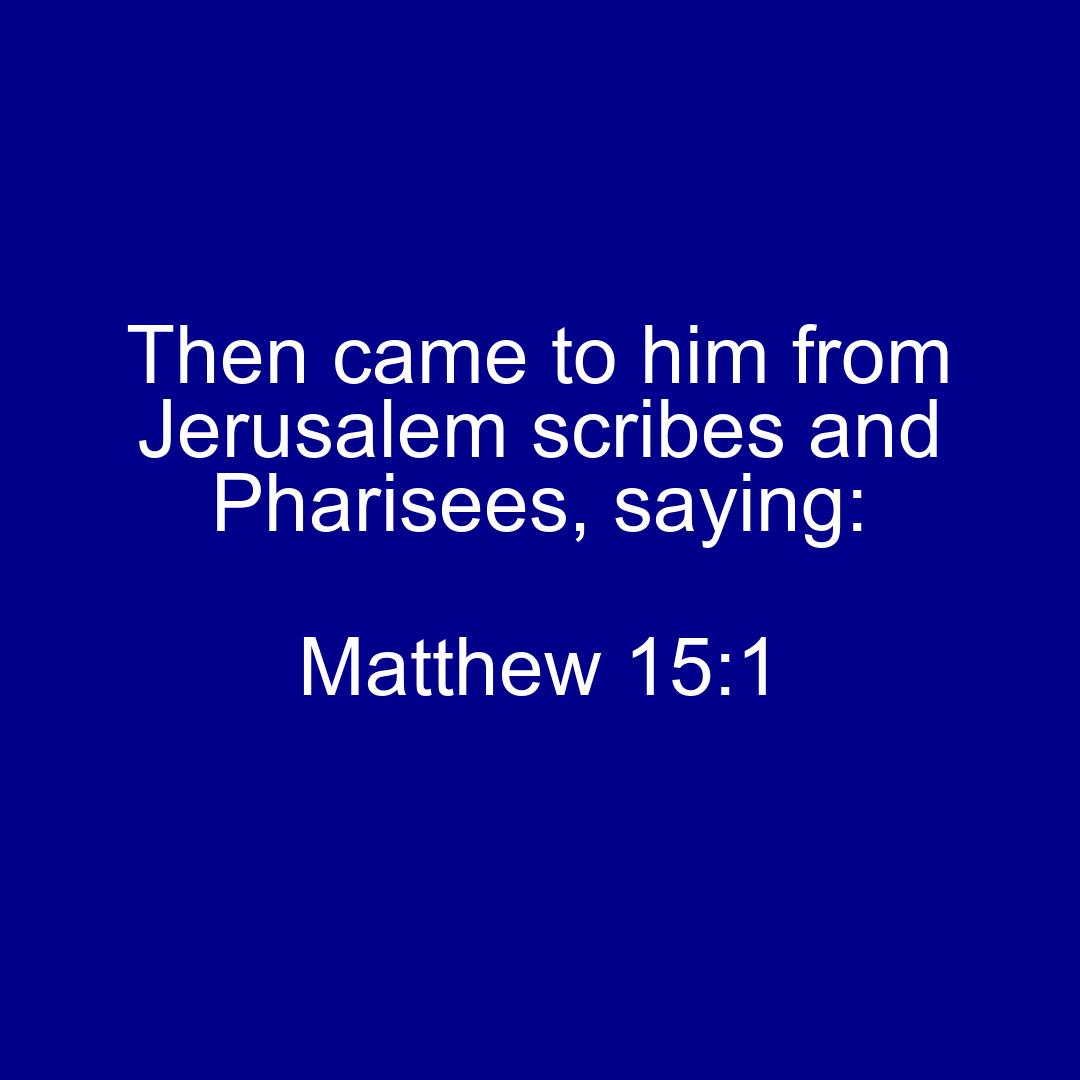 Then came to him from
Jerusalem scribes and
Pharisees, saying:
Matthew 15:1